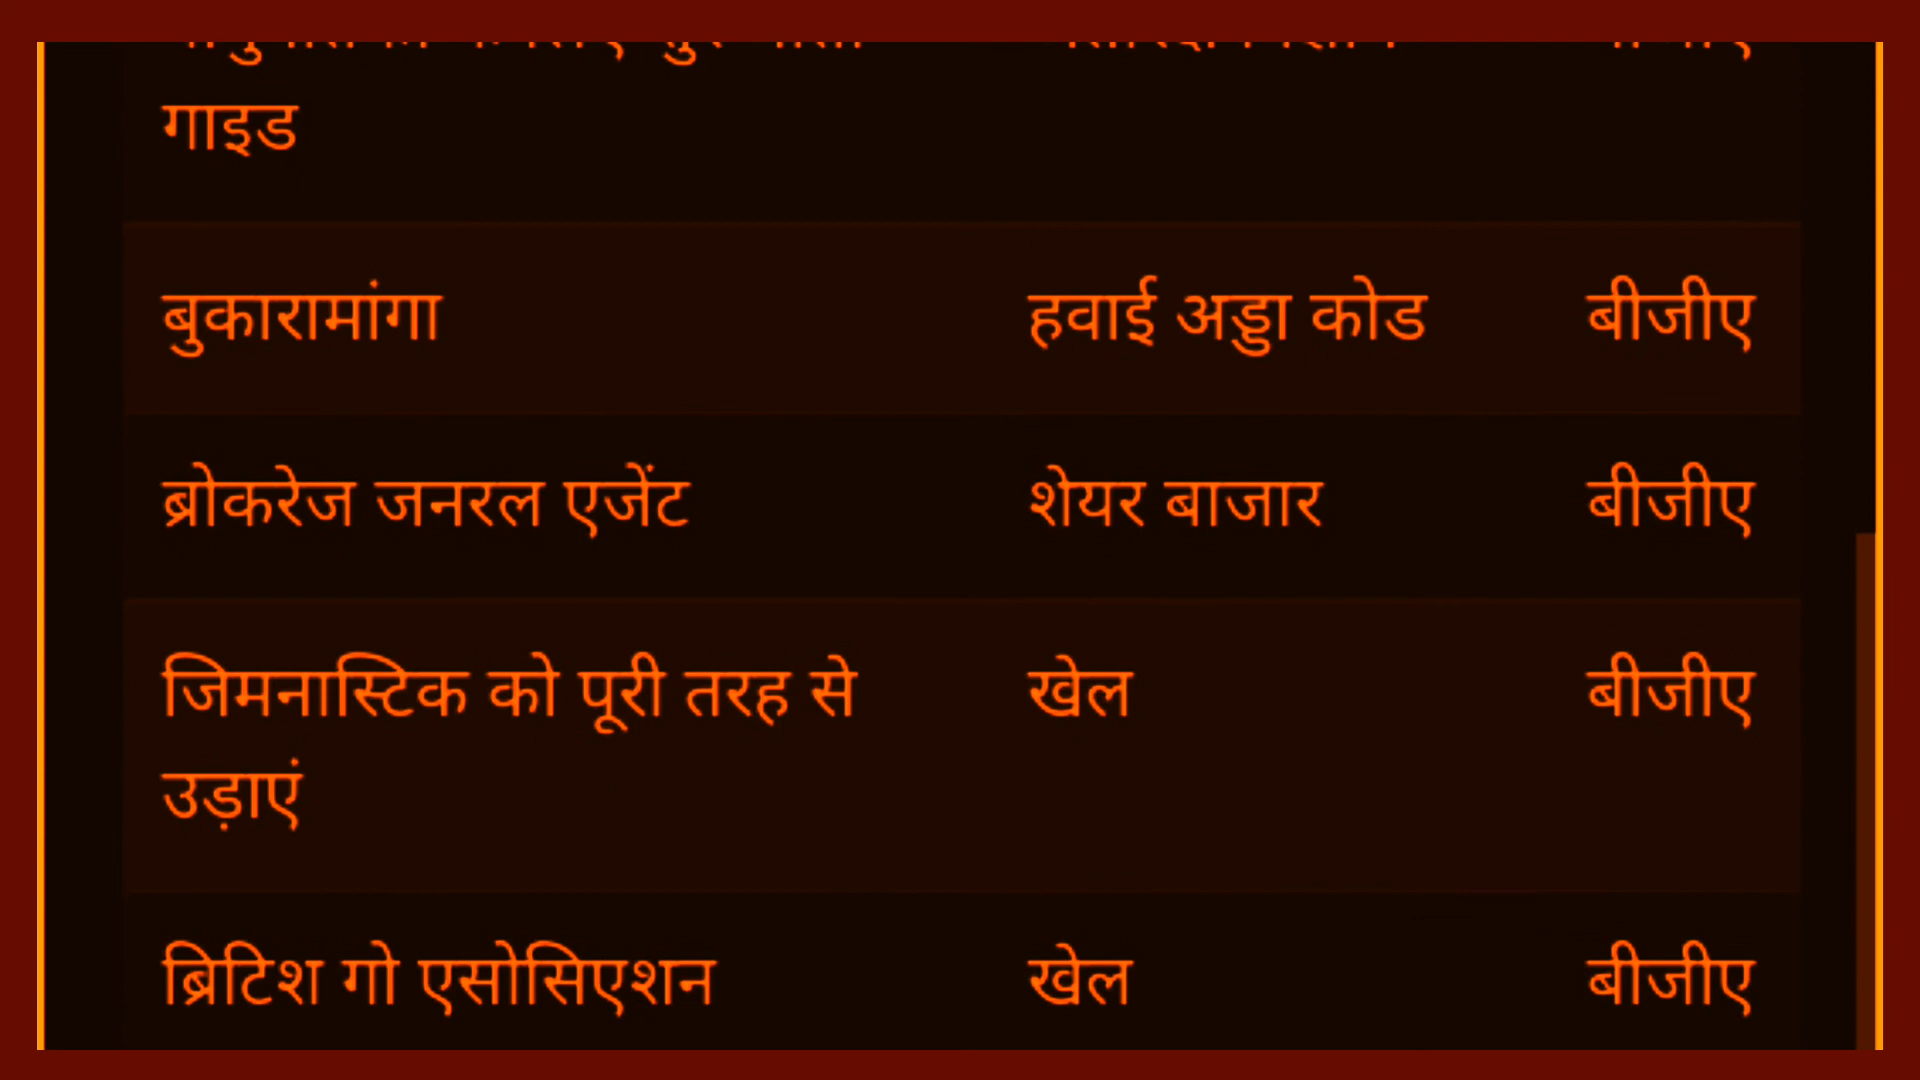 गाइड
बुकारामांगा हवाई अड्डा कोड बीजीए
ब्रोकरेज जनरल एजेंट शेयर बाजार बीजीए
जिमनास्टिक को पूरी तरह से खेल बीजीए
उड़ाएं
ब्रिटिश गो एसोसिएशन खेल बीजीए